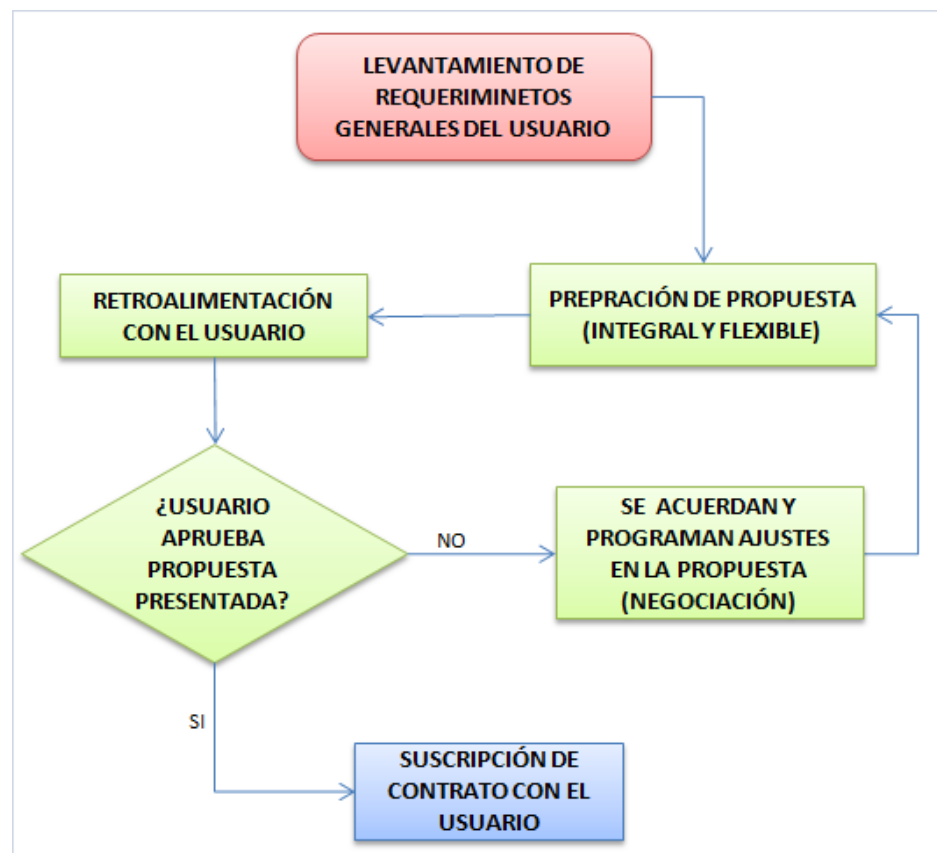 LEVANTAMIENTO DE
REQUERIMINETOS
GENERALES DEL USUARIO
PREPRACIÓN DE PROPUESTA
(INTEGRAL Y FLEXIBLE)
RETROALIMENTACIÓN
CON EL USUARIO
¿USUARIO
APRUEBA
PROPUESTA
PRESENTADA?
NO
SE ACUERDAN Y
PROGRAMAN AJUSTES
EN LA PROPUESTA
(NEGOCIACIÓN)
SI
SUSCRIPCIÓN DE
CONTRATO CON EL
USUARIO